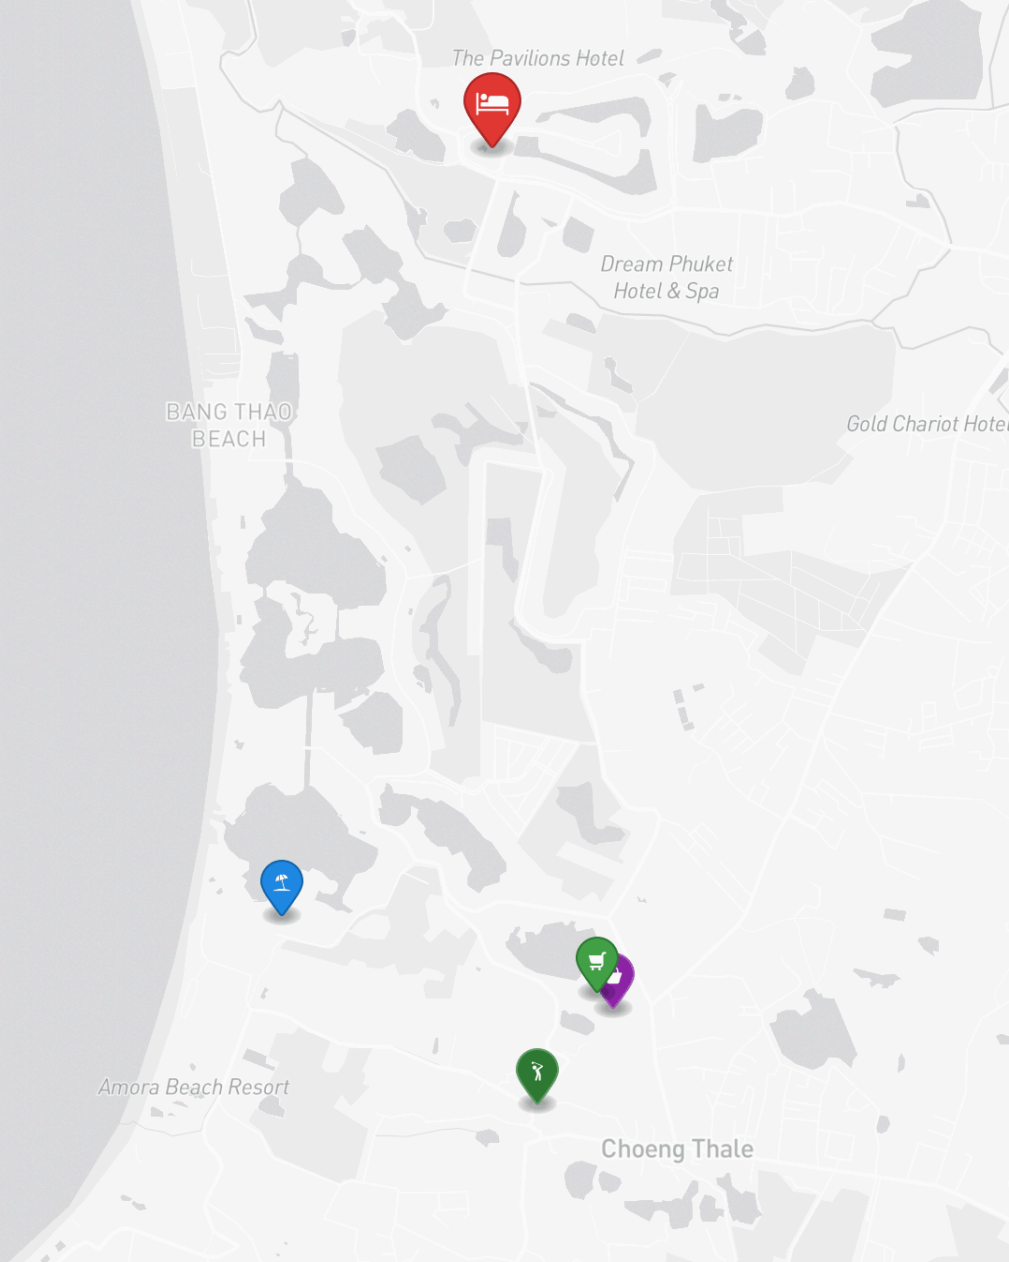 The Pavilions Hotel
Dream Phuket
Hotel & Spa
BANG THAO
BEACH
Gold Chariot Hotel
Amora Beach Resort
Choeng Thale